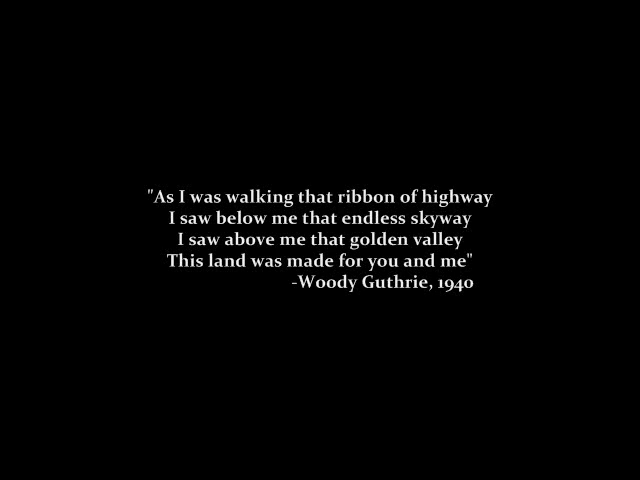 "As I was walking that ribbon of highway
I saw below me that endless skyway
I saw above me that golden valley
This land was made for you and me"
-Woody Guthrie, 1940